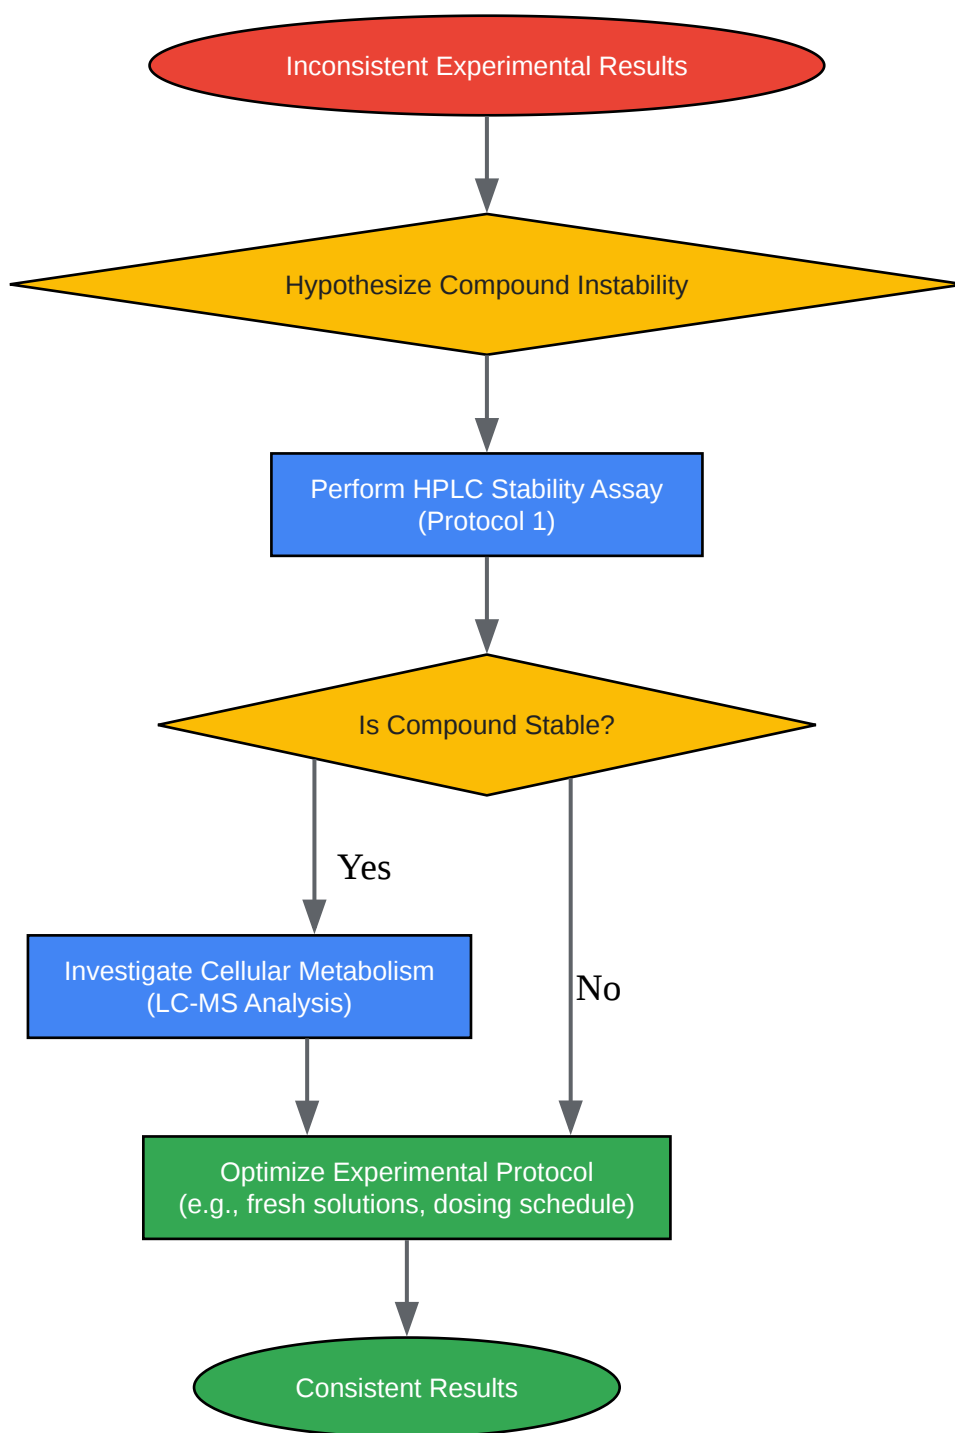 Inconsistent Experimental Results
Hypothesize Compound Instability
Perform HPLC Stability Assay
(Protocol 1)
Is Compound Stable?
Yes
Investigate Cellular Metabolism
(LC-MS Analysis)
No
Optimize Experimental Protocol
(e.g., fresh solutions, dosing schedule)
Consistent Results